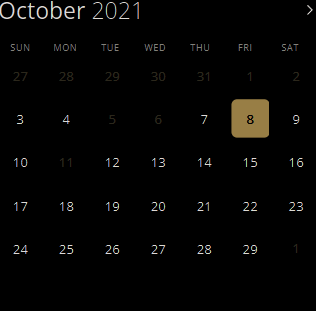 October 2021
SUN MON TUE WED THU FRI SAT
27 28 29 30 31 1 2
3 4 5 6 7 8 9
10 11 12 13 14 15 16
17 18 19 20 21 22 23
24 25 26 27 28 29 1